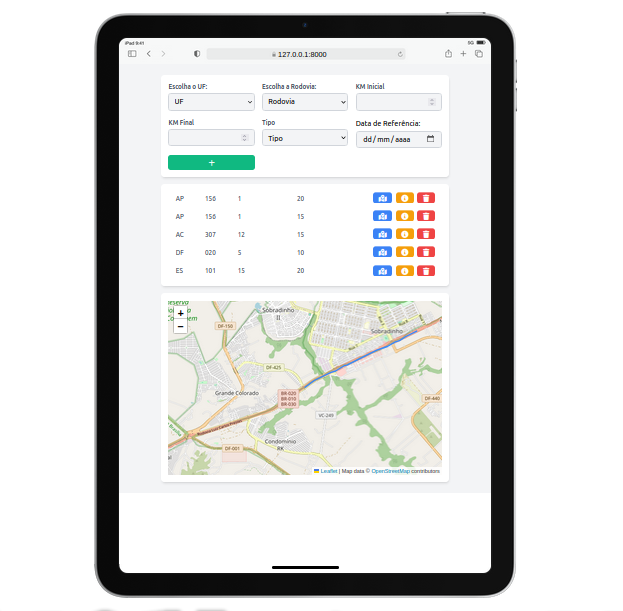 iPad 9:41
5G
127.0.0.1:8000
Escolha o UF:
Escolha a Rodovia:
KM Inicial
UF
Rodovia
KM Final
Tipo
Data de Referência:
Tipo
dd/mm/aaaa
+
AP 156 1 20
AP 156 1 15
AC 307 12 15
DF 020 5 10
ES 101 15 20
+
−
Sobradinho
II
DF-150
Sobradinho
DF-425
Grande Colorado
BR-020
BR-010
BR-030
VC-249
DF-440
Condomínio
RK
DF-001
Leaflet | Map data © OpenStreetMap contributors